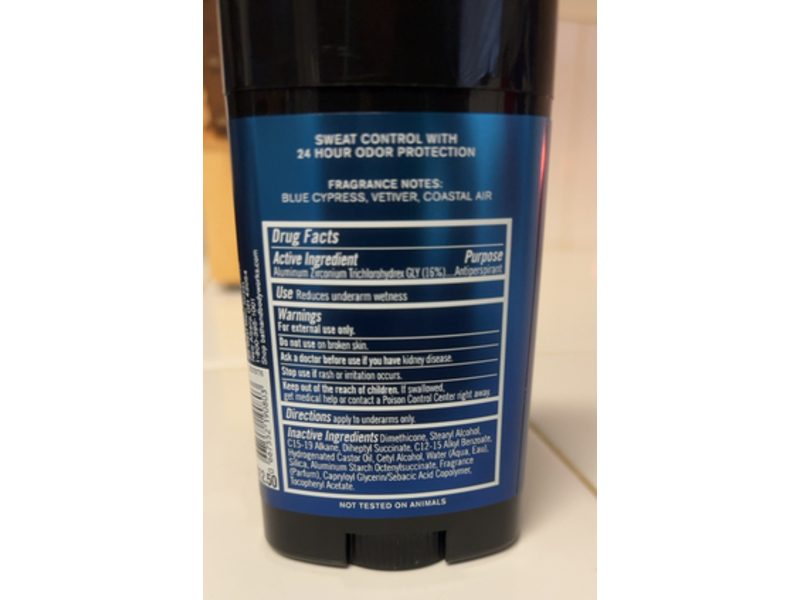 SWEAT CONTROL WITH
24 HOUR ODOR PROTECTION
FRAGRANCE NOTES:
BLUE CYPRESS, VETIVER, COASTAL AIR
Drug Facts
Active Ingredient Purpose
Aluminum Zirconium Trichlorohydrex GLY (16%)....Antiperspirant
Use Reduces underarm wetness
Warnings
For external use only.
Do not use on broken skin.
Ask a doctor before use if you have kidney disease.
Stop use if rash or irritation occurs.
Keep out of the reach of children. If swallowed,
get medical help or contact a Poison Control Center right away.
Directions apply to underarms only.
Inactive Ingredients Dimethicone, Stearyl Alcohol,
C15-19 Alkane, Diheptyl Succinate, C12-15 Alkyl Benzoate,
Hydrogenated Castor Oil, Cetyl Alcohol, Water (Aqua, Eau),
Silica, Aluminum Starch Octenylsuccinate, Fragrance
(Parfum), Capryloyl Glycerin/Sebacic Acid Copolymer,
Tocopheryl Acetate.
NOT TESTED ON ANIMALS
Shop bathandbodyworks.com
2.50